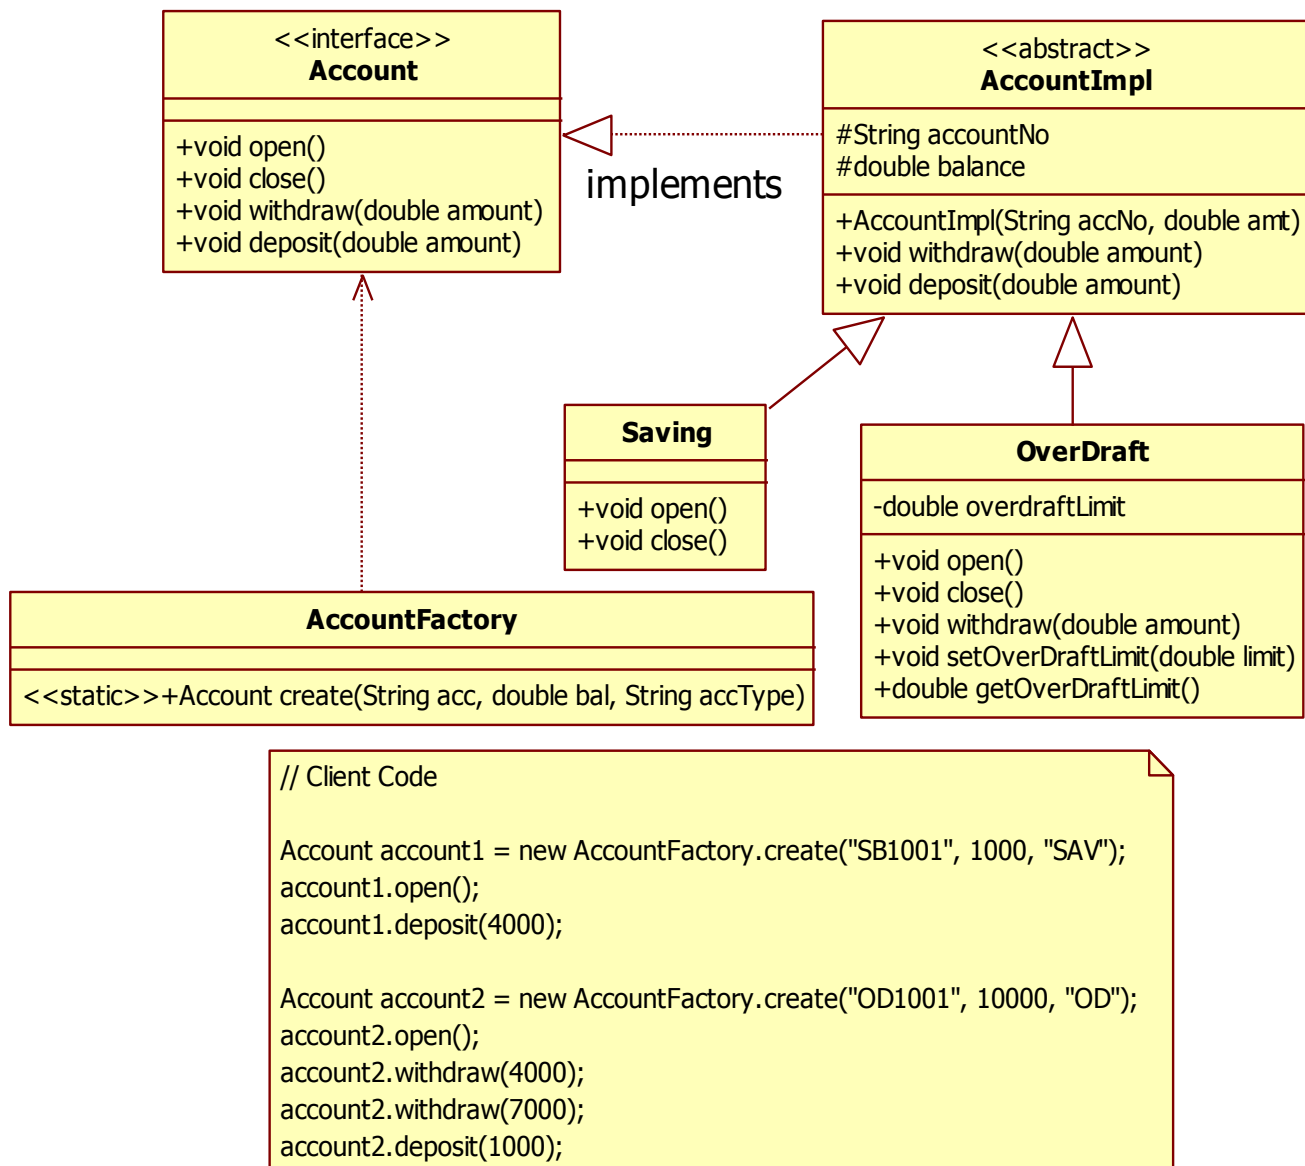 <<interface>>
Account
+void open()
+void close()
+void withdraw(double amount)
+void deposit(double amount)
implements
<<abstract>>
AccountImpl
#String accountNo
#double balance
+AccountImpl(String accNo, double amt)
+void withdraw(double amount)
+void deposit(double amount)
Saving
+void open()
+void close()
OverDraft
-double overdraftLimit
+void open()
+void close()
+void withdraw(double amount)
+void setOverDraftLimit(double limit)
+double getOverDraftLimit()
AccountFactory
<<static>>+Account create(String acc, double bal, String accType)
// Client Code
Account account1 = new AccountFactory.create("SB1001", 1000, "SAV");
account1.open();
account1.deposit(4000);
Account account2 = new AccountFactory.create("OD1001", 10000, "OD");
account2.open();
account2.withdraw(4000);
account2.withdraw(7000);
account2.deposit(1000);